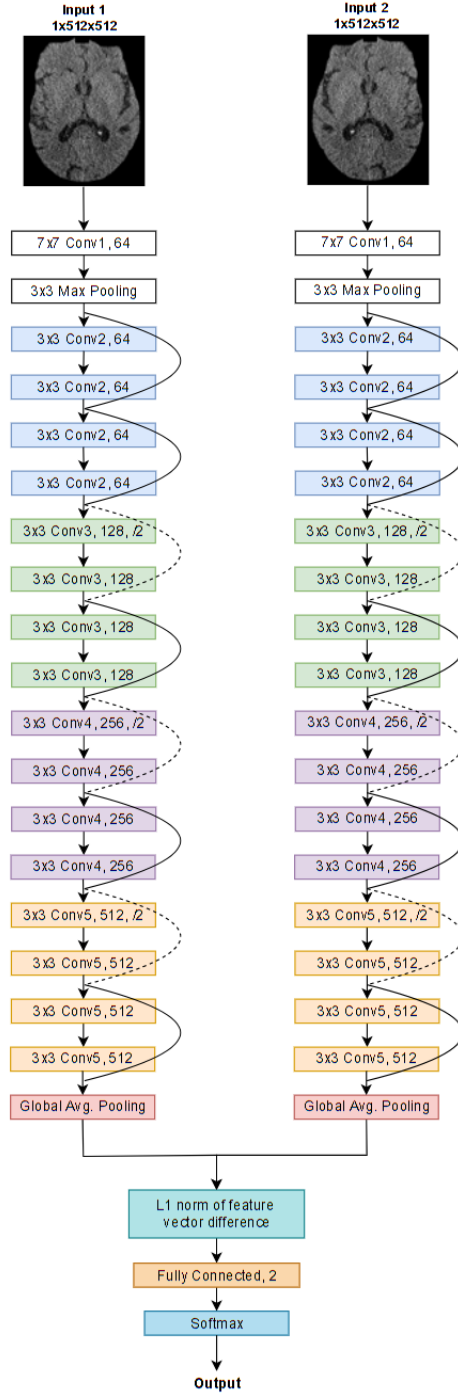 Input 1
1x512x512
7x7 Conv1, 64
3x3 Max Pooling
3x3 Conv2, 64
3x3 Conv2, 64
3x3 Conv2, 64
3x3 Conv2, 64
3x3 Conv3, 128, /2
3x3 Conv3, 128
3x3 Conv3, 128
3x3 Conv3, 128
3x3 Conv4, 256, /2
3x3 Conv4, 256
3x3 Conv4, 256
3x3 Conv4, 256
3x3 Conv5, 512, /2
3x3 Conv5, 512
3x3 Conv5, 512
3x3 Conv5, 512
Global Avg. Pooling
Input 2
1x512x512
7x7 Conv1, 64
3x3 Max Pooling
3x3 Conv2, 64
3x3 Conv2, 64
3x3 Conv2, 64
3x3 Conv2, 64
3x3 Conv3, 128, /2
3x3 Conv3, 128
3x3 Conv3, 128
3x3 Conv3, 128
3x3 Conv4, 256, /2
3x3 Conv4, 256
3x3 Conv4, 256
3x3 Conv4, 256
3x3 Conv5, 512, /2
3x3 Conv5, 512
3x3 Conv5, 512
3x3 Conv5, 512
Global Avg. Pooling
L1 norm of feature
vector difference
Fully Connected, 2
Softmax
Output